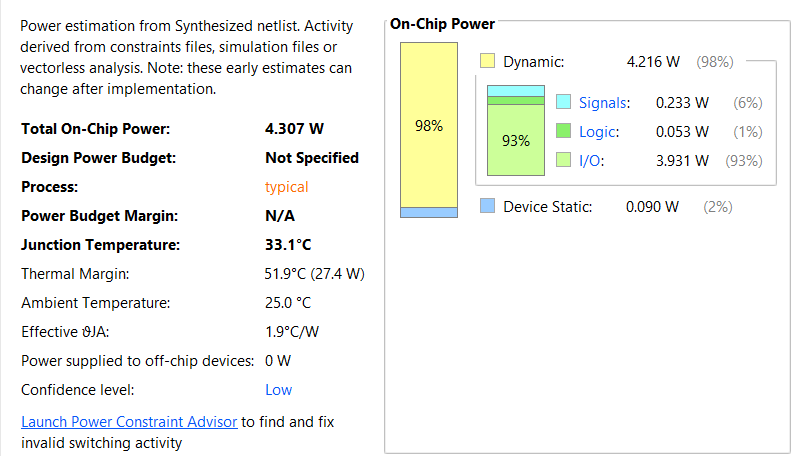 Power estimation from Synthesized netlist. Activity
derived from constraints files, simulation files or
vectorless analysis. Note: these early estimates can
change after implementation.
Total On-Chip Power: 4.307 W
Design Power Budget: Not Specified
Process: typical
Power Budget Margin: N/A
Junction Temperature: 33.1°C
Thermal Margin: 51.9°C (27.4 W)
Ambient Temperature: 25.0 °C
Effective ϑJA: 1.9°C/W
Power supplied to off-chip devices: 0 W
Confidence level: Low
Launch Power Constraint Advisor to find and fix
invalid switching activity
On-Chip Power
98%
Dynamic: 4.216 W (98%)
93%
Signals: 0.233 W (6%)
Logic: 0.053 W (1%)
I/O: 3.931 W (93%)
Device Static: 0.090 W (2%)